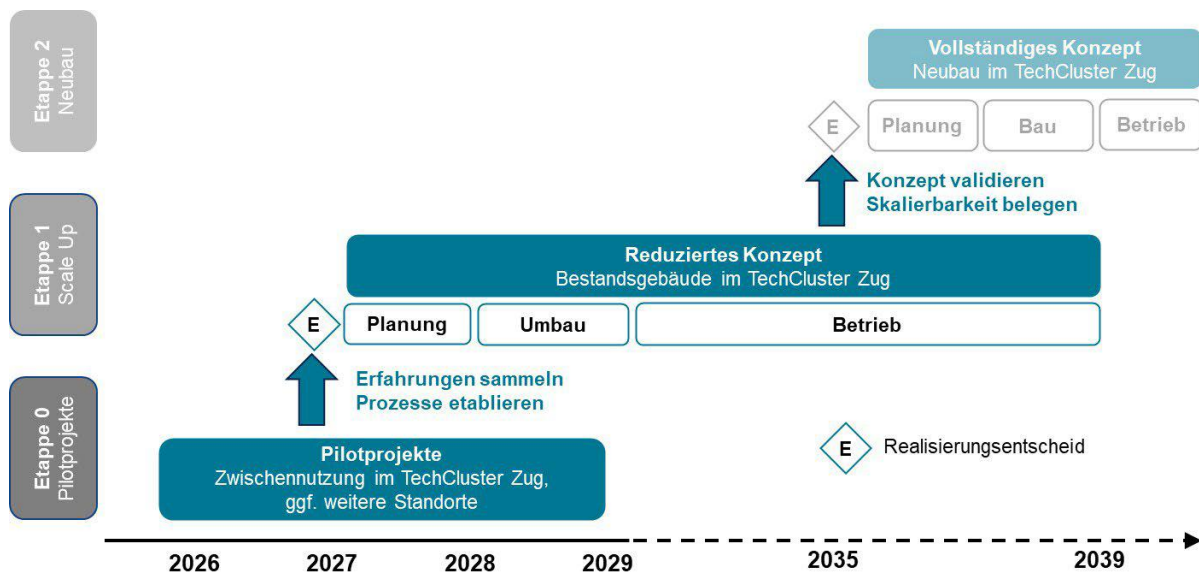 Etappe 2
Neubau
Vollständiges Konzept
Neubau im TechCluster Zug
E
Planung
Bau
Betrieb
Konzept validieren
Skalierbarkeit belegen
Etappe 1
Scale Up
Reduziertes Konzept
Bestandsgebäude im TechCluster Zug
E
Planung
Umbau
Betrieb
Erfahrungen sammeln
Prozesse etablieren
Etappe 0
Pilotprojekte
Pilotprojekte
Zwischennutzung im TechCluster Zug,
ggf. weitere Standorte
E
Realisierungsentscheid
2026
2027
2028
2029
2035
2039